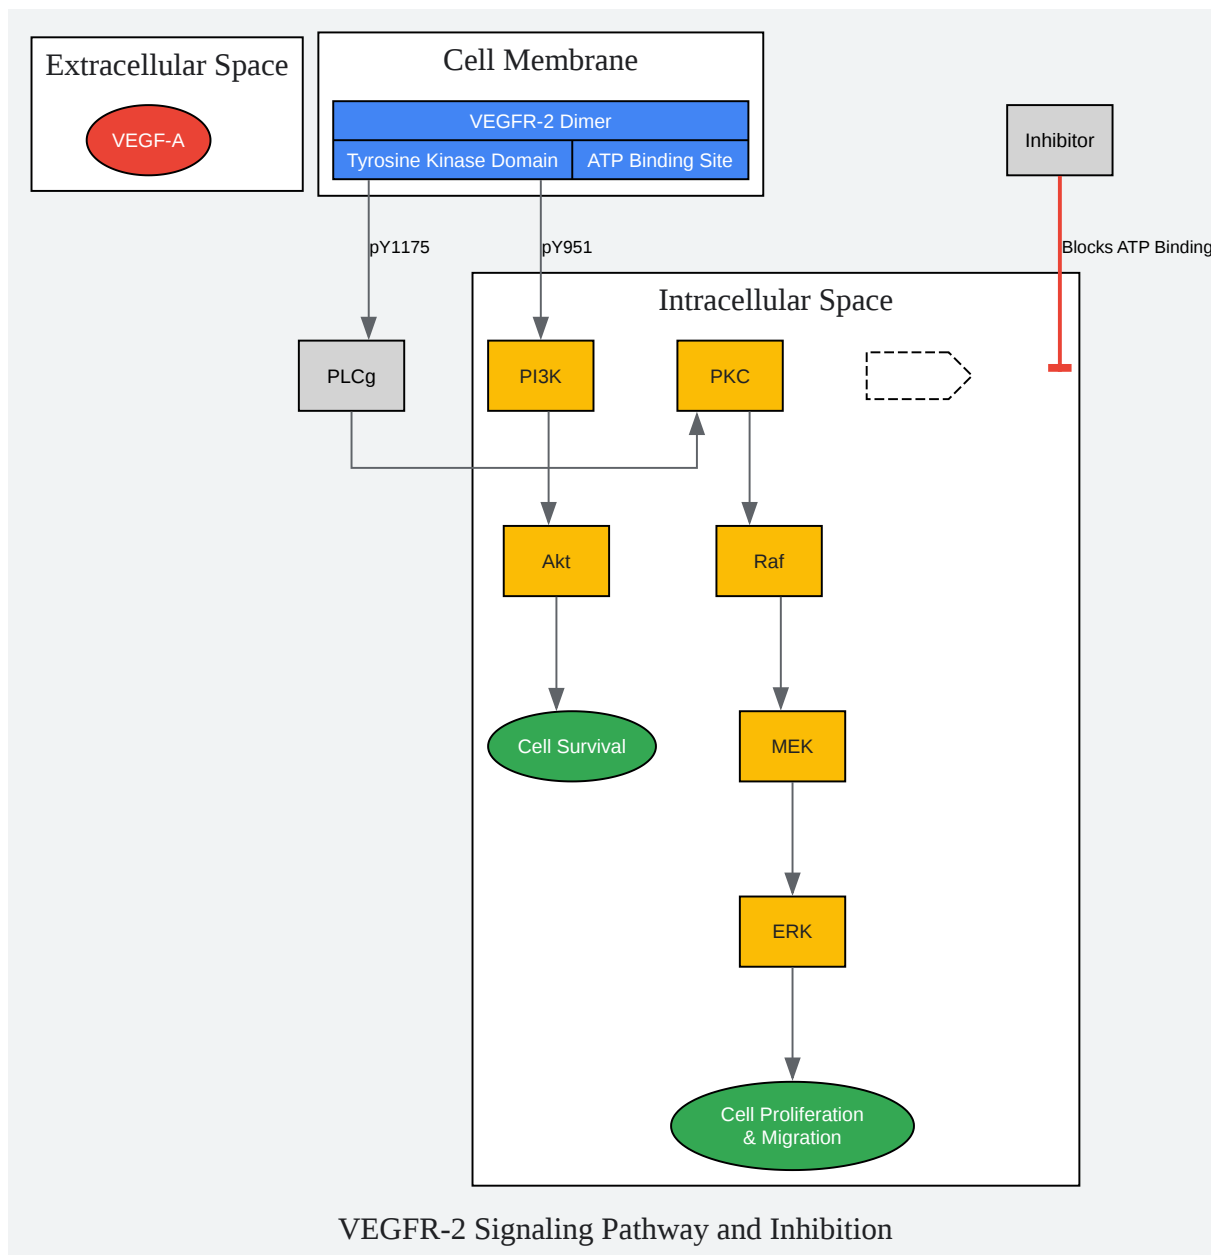 Extracellular Space
Cell Membrane
VEGF-A
VEGFR-2 Dimer
Tyrosine Kinase Domain
ATP Binding Site
Inhibitor
pY1175
pY951
Blocks ATP Binding
Intracellular Space
PLCg
PI3K
PKC
Akt
Raf
Cell Survival
MEK
ERK
Cell Proliferation
& Migration
VEGFR-2 Signaling Pathway and Inhibition